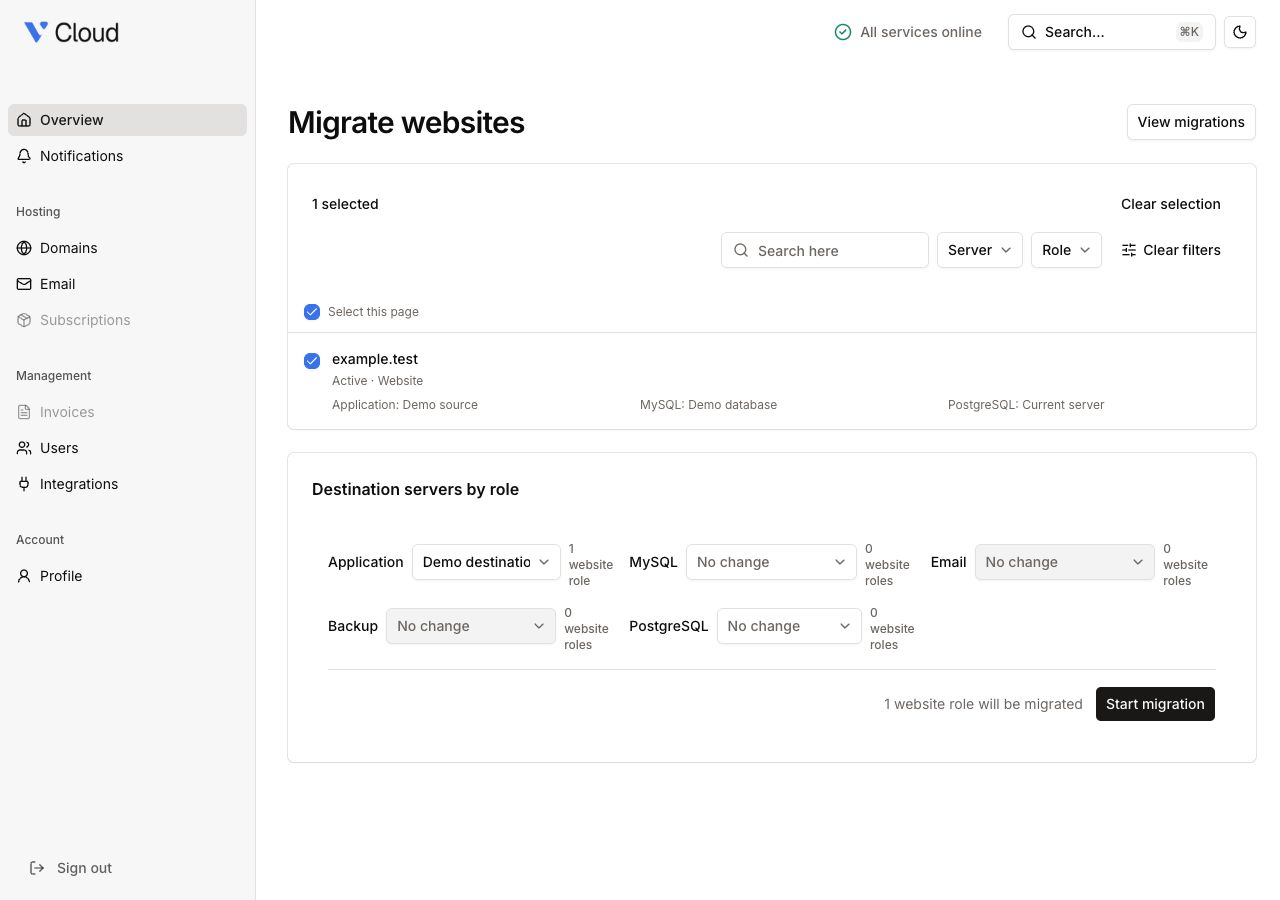 Cloud
All services online
Search...
⌘K
Overview
Notifications
Hosting
Domains
Email
Subscriptions
Management
Invoices
Users
Integrations
Account
Profile
Sign out
Migrate websites
View migrations
1 selected
Clear selection
Search here
Server
Role
Clear filters
Select this page
example.test
Active · Website
Application: Demo source
MySQL: Demo database
PostgreSQL: Current server
Destination servers by role
Application
Demo destinatio
1
website
role
MySQL
No change
0
website
roles
Email
No change
0
website
roles
Backup
No change
0
website
roles
PostgreSQL
No change
0
website
roles
1 website role will be migrated
Start migration